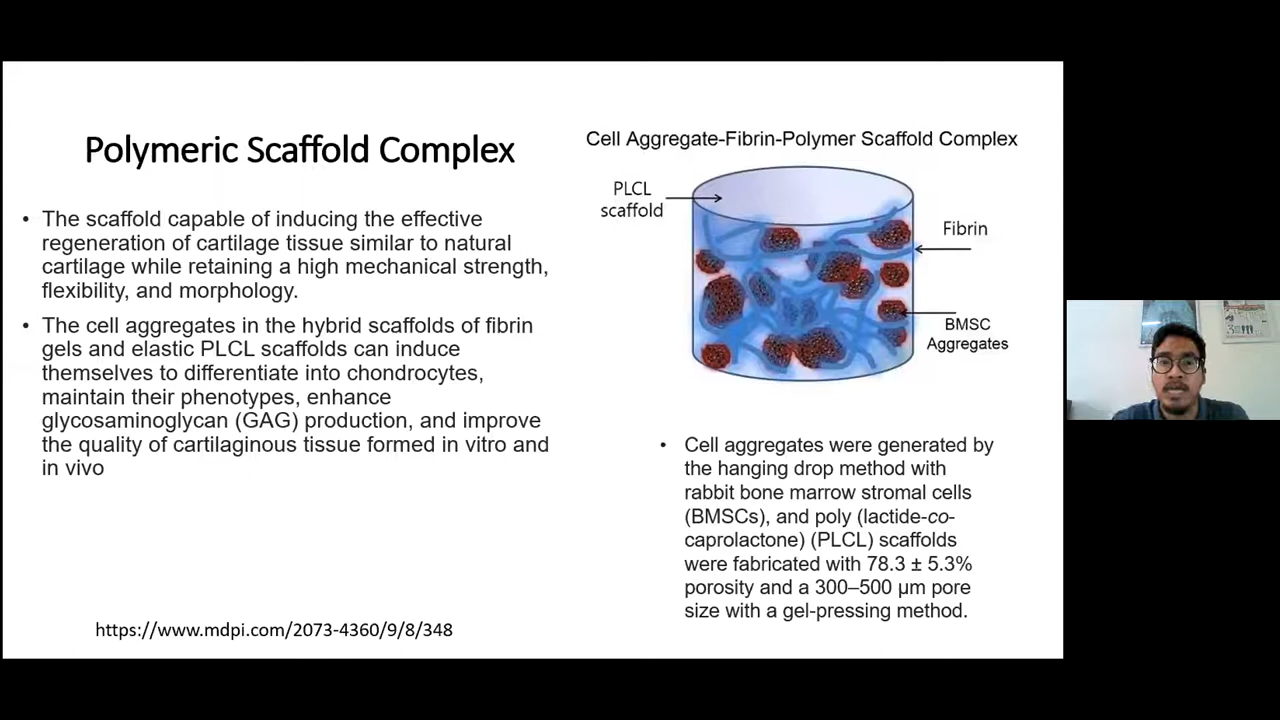 Polymeric Scaffold Complex
• The scaffold capable of inducing the effective
regeneration of cartilage tissue similar to natural
cartilage while retaining a high mechanical strength,
flexibility, and morphology.
• The cell aggregates in the hybrid scaffolds of fibrin
gels and elastic PLCL scaffolds can induce
themselves to differentiate into chondrocytes,
maintain their phenotypes, enhance
glycosaminoglycan (GAG) production, and improve
the quality of cartilaginous tissue formed in vitro and
in vivo
https://www.mdpi.com/2073-4360/9/8/348
Cell Aggregate-Fibrin-Polymer Scaffold Complex
PLCL
scaffold
Fibrin
BMSC
Aggregates
• Cell aggregates were generated by
the hanging drop method with
rabbit bone marrow stromal cells
(BMSCs), and poly (lactide-co-
caprolactone) (PLCL) scaffolds
were fabricated with 78.3 ± 5.3%
porosity and a 300–500 μm pore
size with a gel-pressing method.